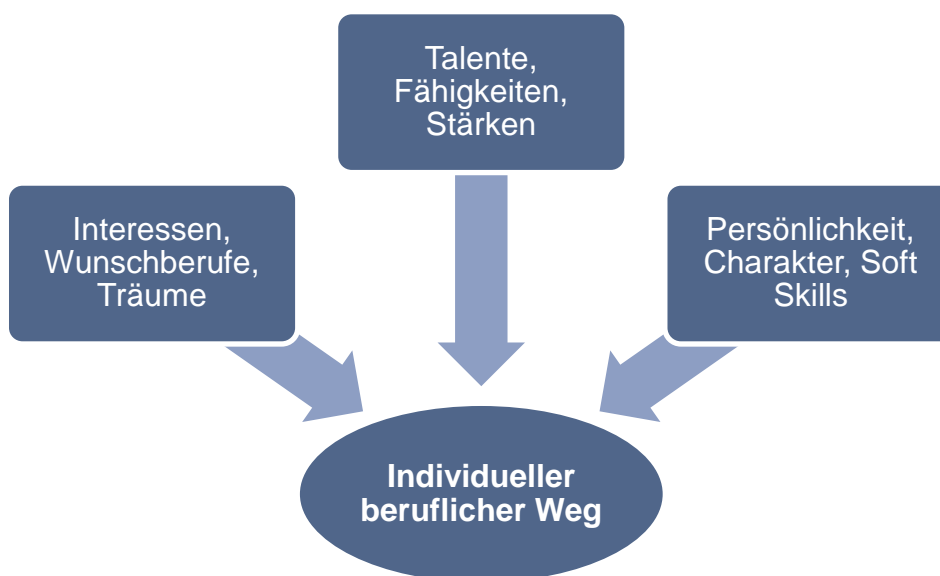 Talente,
Fähigkeiten,
Stärken
Interessen,
Wunschberufe,
Träume
Persönlichkeit,
Charakter, Soft
Skills
Individueller
beruflicher Weg